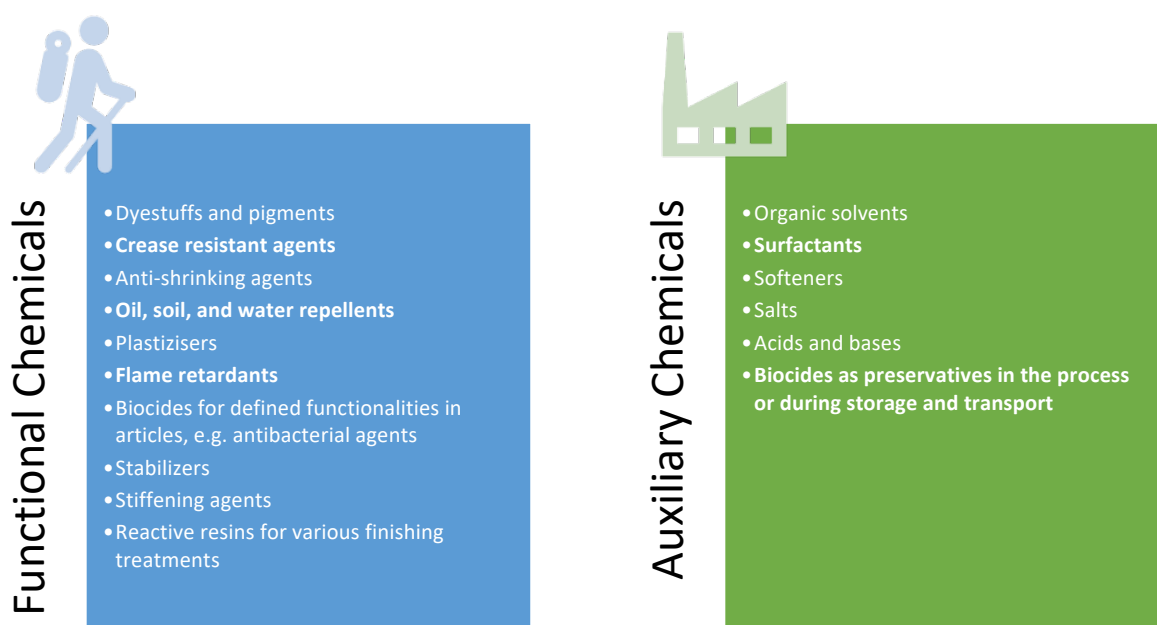 Functional Chemicals
•Dyestuffs and pigments
•Crease resistant agents
•Anti-shrinking agents
•Oil, soil, and water repellents
•Plastizisers
•Flame retardants
•Biocides for defined functionalities in
articles, e.g. antibacterial agents
•Stabilizers
•Stiffening agents
•Reactive resins for various finishing
treatments
Auxiliary Chemicals
•Organic solvents
•Surfactants
•Softeners
•Salts
•Acids and bases
•Biocides as preservatives in the process
or during storage and transport